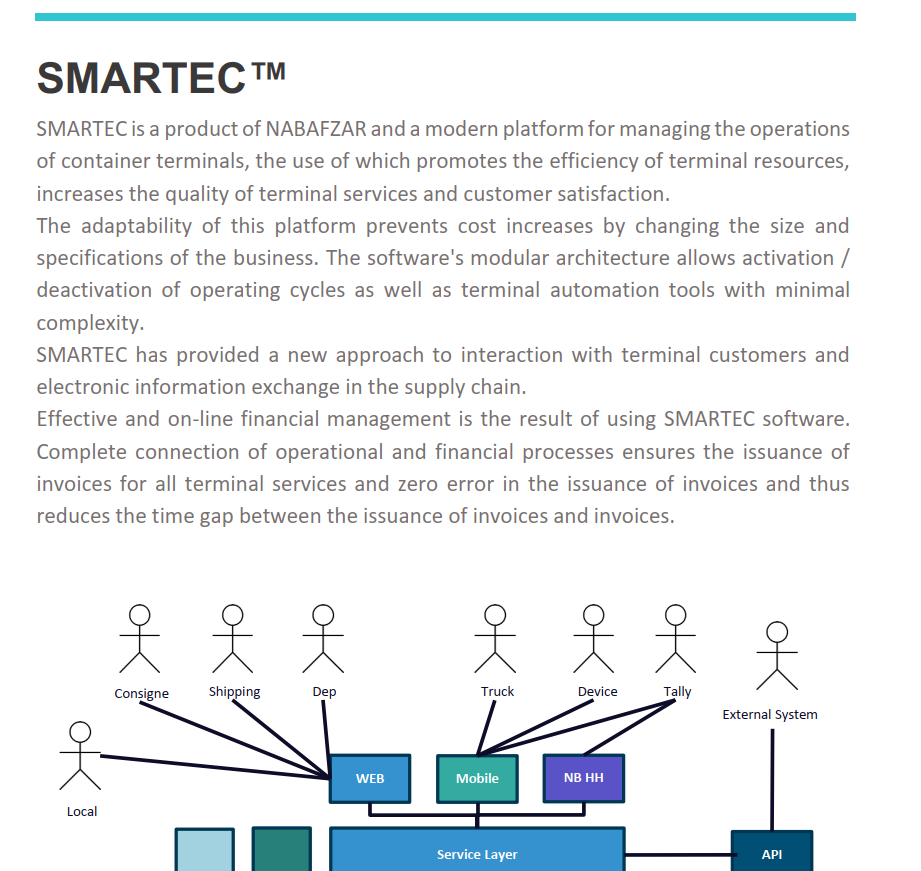 SMARTEC™
SMARTEC is a product of NABAFZAR and a modern platform for managing the operations
of container terminals, the use of which promotes the efficiency of terminal resources,
increases the quality of terminal services and customer satisfaction.
The adaptability of this platform prevents cost increases by changing the size and
specifications of the business. The software's modular architecture allows activation /
deactivation of operating cycles as well as terminal automation tools with minimal
complexity.
SMARTEC has provided a new approach to interaction with terminal customers and
electronic information exchange in the supply chain.
Effective and on-line financial management is the result of using SMARTEC software.
Complete connection of operational and financial processes ensures the issuance of
invoices for all terminal services and zero error in the issuance of invoices and thus
reduces the time gap between the issuance of invoices and invoices.
Consigne Shipping Dep Truck Device Tally
External System
WEB Mobile NB HH
Local
Service Layer API